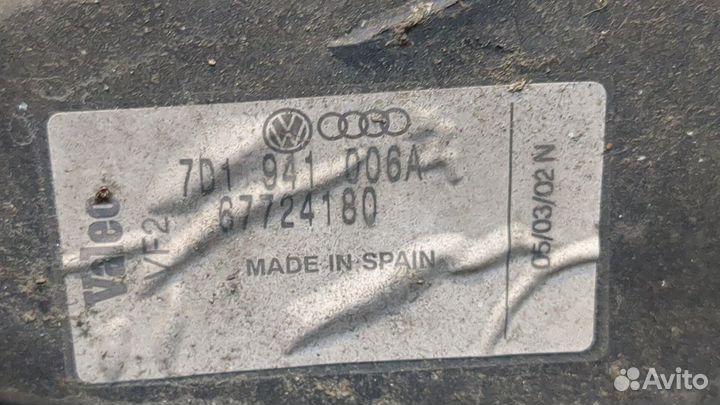 7D1 941 006A
67724180
MADE IN SPAIN
Valeo
VF2
05/03/02 N
Avito